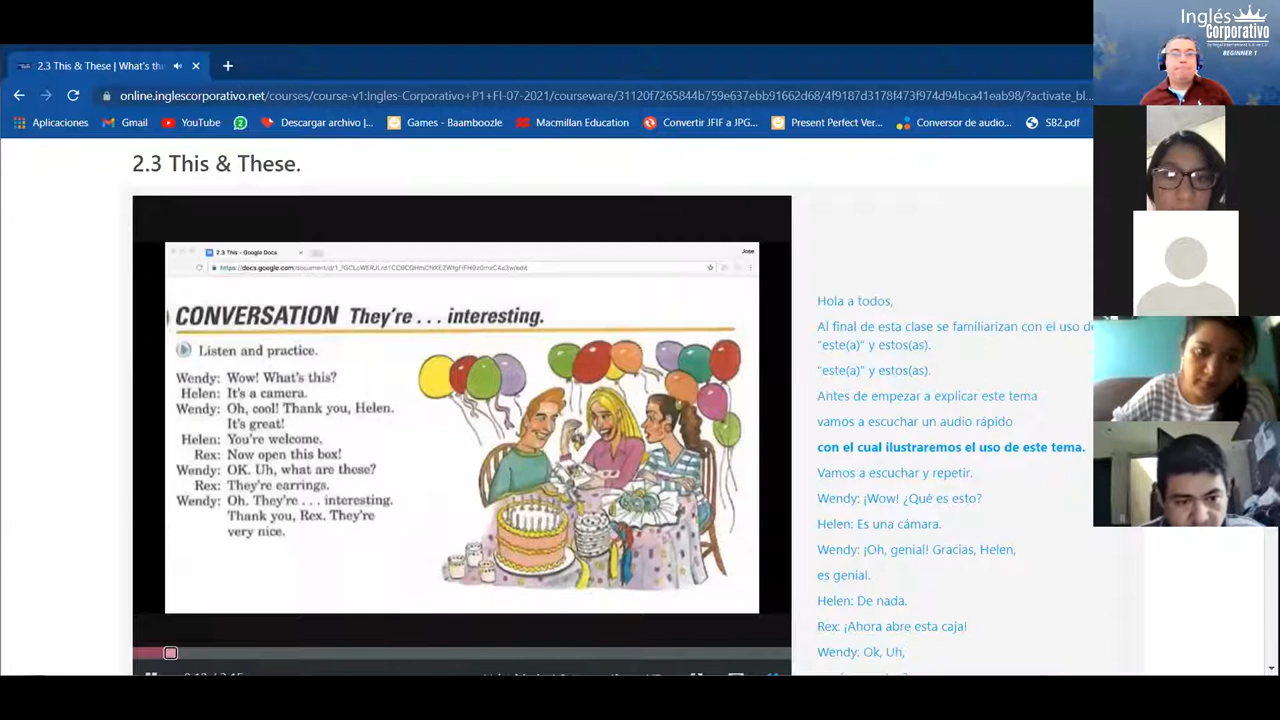 Inglés
Corporativo
BEGINNER 1
2.3 This & These | What's thi
online.inglescorporativo.net/courses/course-v1:Ingles-Corporativo+P1+FI-07-2021/courseware/31120f7265844b759e637ebb91662d68/4f9187d3178f473f974d94bca41eab98/?activate_bl...
Aplicaciones
Gmail
YouTube
Descargar archivo |...
Games - Baamboozle
Macmillan Education
Convertir JFIF a JPG...
Present Perfect Ver...
Conversor de audio...
SB2.pdf
2.3 This & These.
2.3 This - Google Docs
Jose
CONVERSATION They're . . . interesting.
Listen and practice.
Wendy: Wow! What's this?
Helen: It's a camera.
Wendy: Oh, cool! Thank you, Helen.
It's great!
Helen: You're welcome.
Rex: Now open this box!
Wendy: OK. Uh, what are these?
Rex: They're earrings.
Wendy: Oh. They're . . . interesting.
Thank you, Rex. They're
very nice.
Hola a todos,
Al final de esta clase se familiarizan con el uso de
“este(a)” y estos(as).
“este(a)” y estos(as).
Antes de empezar a explicar este tema
vamos a escuchar un audio rápido
con el cual ilustraremos el uso de este tema.
Vamos a escuchar y repetir.
Wendy: ¡Wow! ¿Qué es esto?
Helen: Es una cámara.
Wendy: ¡Oh, genial! Gracias, Helen,
es genial.
Helen: De nada.
Rex: ¡Ahora abre esta caja!
Wendy: Ok, Uh,